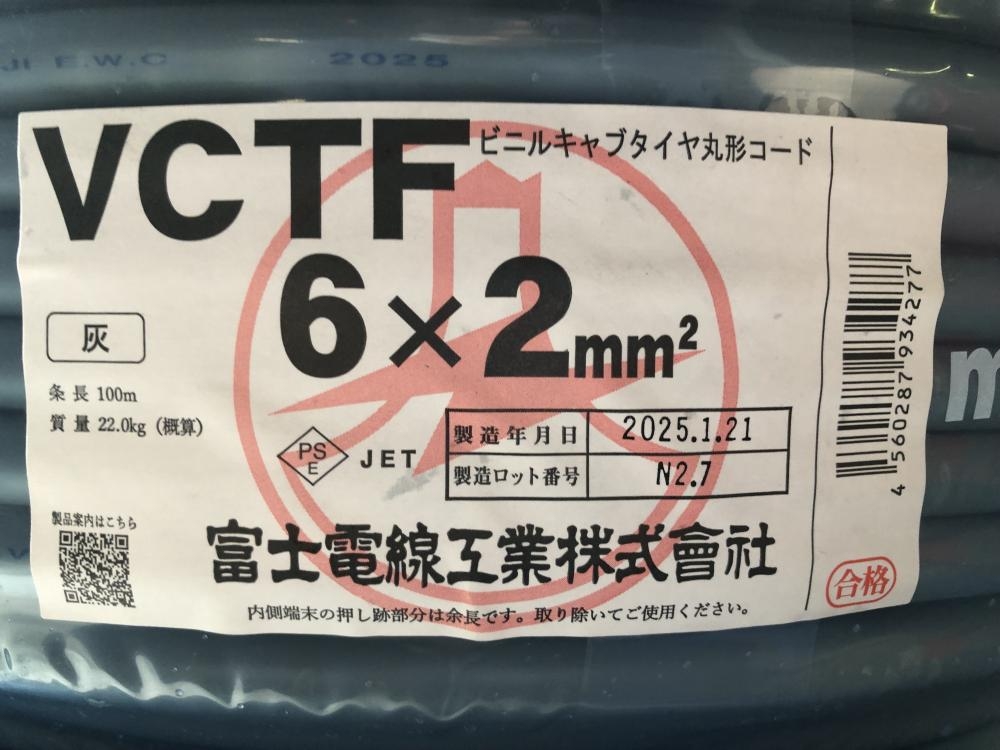 JI E.W.C 2025
VCTF ビニルキャブタイヤ丸形コード
6×2mm²
灰
条長 100m
質量 22.0kg (概算)
PS E JET
製造年月日 2025.1.21
製造ロット番号 N2.7
製品案内はこちら
富士電線工業株式會社
内側端末の押し跡部分は余長です。取り除いてご使用ください。
4 560287 934277
合格
m
V